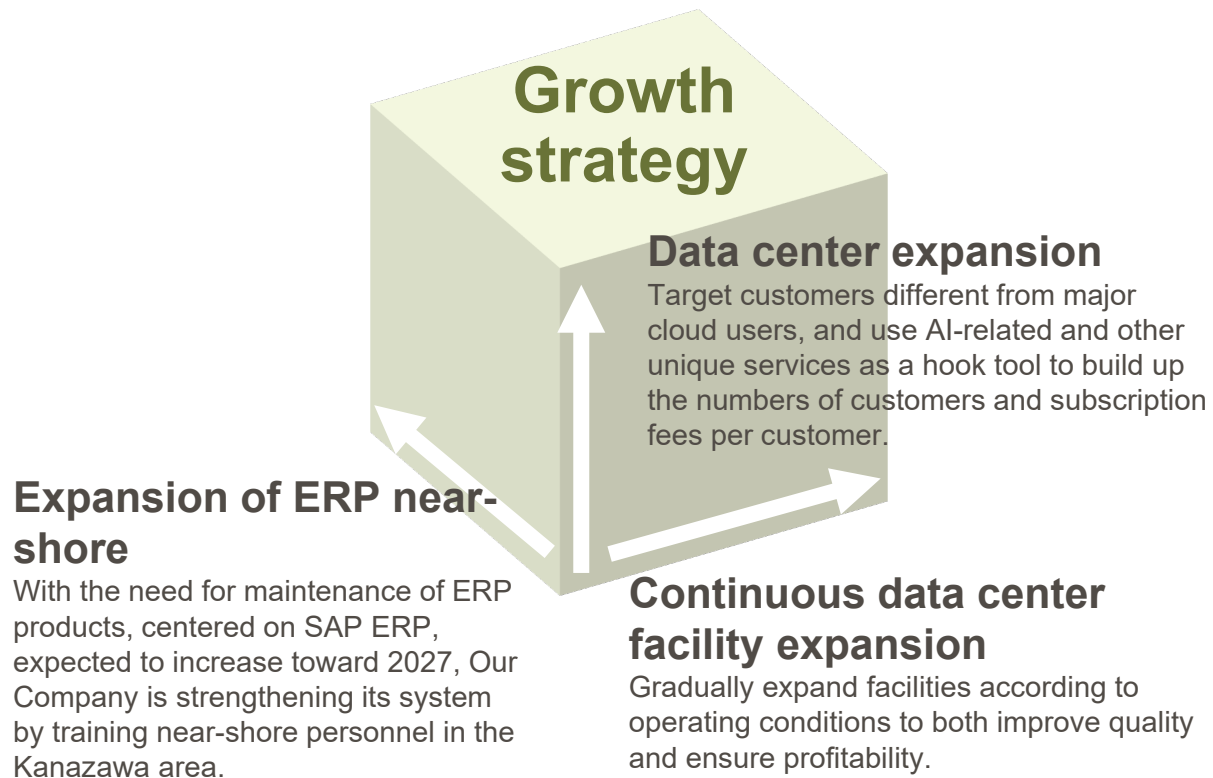 Growth
strategy
Data center expansion
Target customers different from major
cloud users, and use AI-related and other
unique services as a hook tool to build up
the numbers of customers and subscription
fees per customer.
Expansion of ERP near-
shore
With the need for maintenance of ERP
products, centered on SAP ERP,
expected to increase toward 2027, Our
Company is strengthening its system
by training near-shore personnel in the
Kanazawa area.
Continuous data center
facility expansion
Gradually expand facilities according to
operating conditions to both improve quality
and ensure profitability.